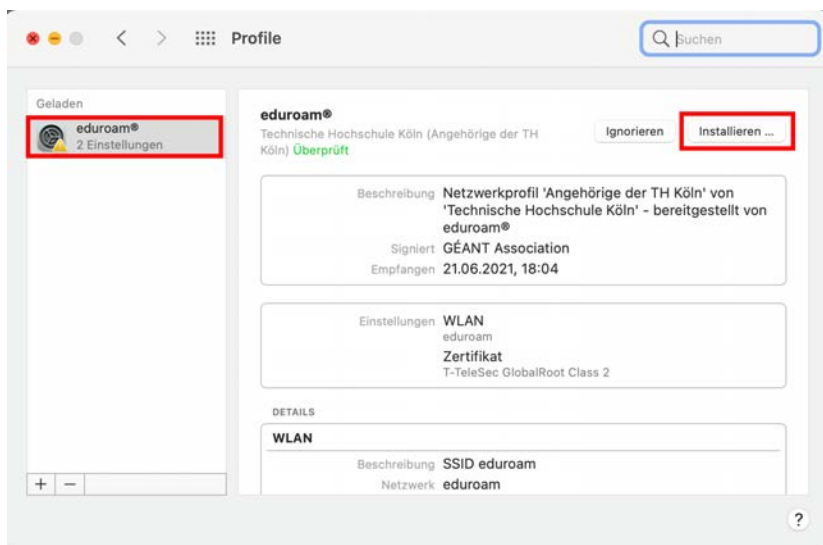 Profile
Suchen
Geladen
eduroam®
2 Einstellungen
eduroam®
Technische Hochschule Köln (Angehörige der TH
Köln) Überprüft
Ignorieren
Installieren ...
Beschreibung Netzwerkprofil 'Angehörige der TH Köln' von
'Technische Hochschule Köln' - bereitgestellt von
eduroam®
Signiert GÉANT Association
Empfangen 21.06.2021, 18:04
Einstellungen WLAN
eduroam
Zertifikat
T-TeleSec GlobalRoot Class 2
DETAILS
WLAN
Beschreibung SSID eduroam
Netzwerk eduroam
+ −
?